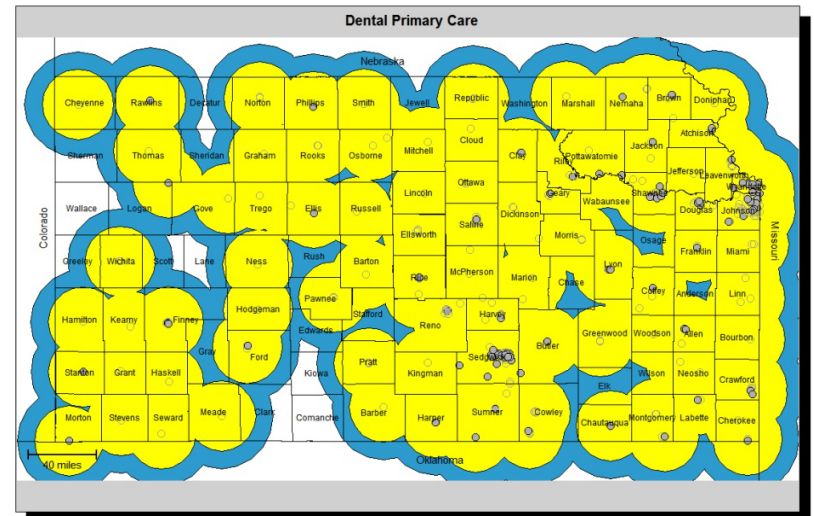 Dental Primary Care
Nebraska
Cheyenne Rawlins Decatur Norton Phillips Smith Jewell Republic Washington Marshall Nemaha Brown Doniphan
Atchison
Sherman Thomas Sheridan Graham Rooks Osborne Mitchell Cloud Clay Riley Pottawatomie Jackson Jefferson Leavenworth
Wyandotte
Wallace Logan Gove Trego Ellis Russell Lincoln Ottawa Dickinson Geary Wabaunsee Shawnee Douglas Johnson
Colorado
Missouri
Ellsworth Saline Morris Osage Franklin Miami
Greeley Wichita Scott Lane Ness Rush Barton Rice McPherson Marion Chase Lyon Coffey Anderson Linn
Hamilton Kearny Finney Hodgeman Pawnee Stafford Reno Harvey
Gray Ford Edwards Sedgwick Butler Greenwood Woodson Allen Bourbon
Stanton Grant Haskell Kiowa Pratt Kingman Elk Wilson Neosho Crawford
Morton Stevens Seward Meade Clark Comanche Barber Harper Sumner Cowley Chautauqua Montgomery Labette Cherokee
Oklahoma
40 miles